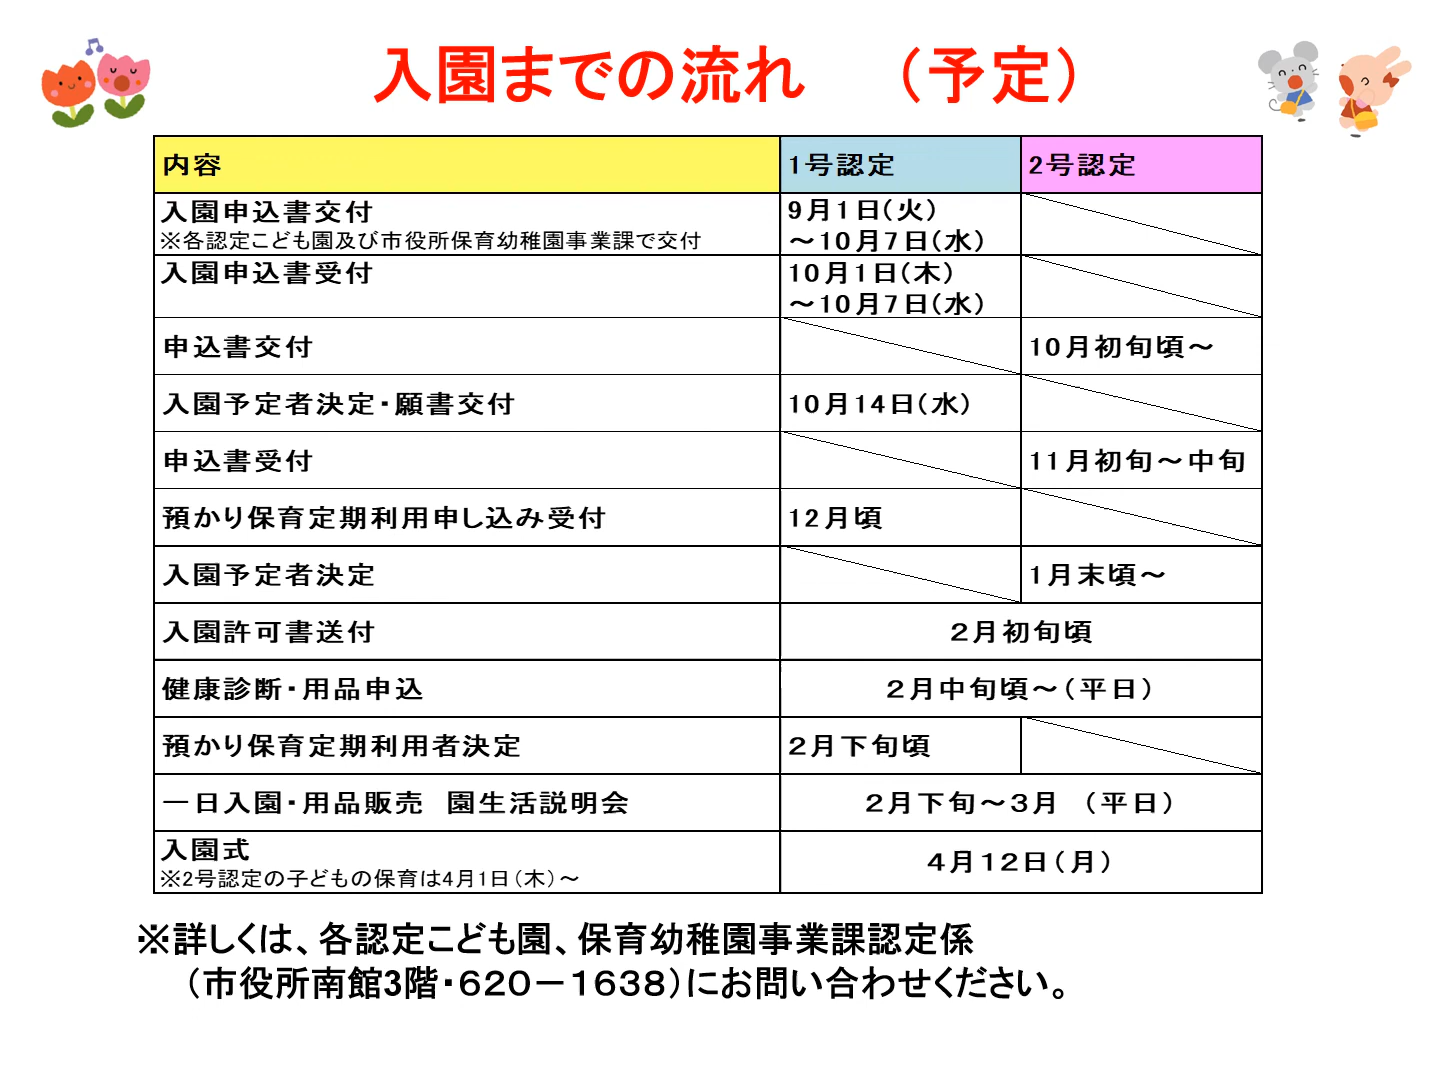 入園までの流れ　（予定）
内容　1号認定　2号認定
入園申込書交付　9月1日（火）
※各認定こども園及び市役所保育幼稚園事業課で交付　～10月7日（水）
入園申込書受付　10月1日（木）
～10月7日（水）
申込書交付　10月初旬頃～
入園予定者決定・願書交付　10月14日（水）
申込書受付　11月初旬～中旬
預かり保育定期利用申し込み受付　12月頃
入園予定者決定　1月末頃～
入園許可書送付　２月初旬頃
健康診断・用品申込　２月中旬頃～（平日）
預かり保育定期利用者決定　２月下旬頃
一日入園・用品販売　園生活説明会　２月下旬～３月　（平日）
入園式　４月１２日（月）
※2号認定の子どもの保育は4月1日（木）～
※詳しくは、各認定こども園、保育幼稚園事業課認定係
（市役所南館3階・６２０－１６３８）にお問い合わせください。